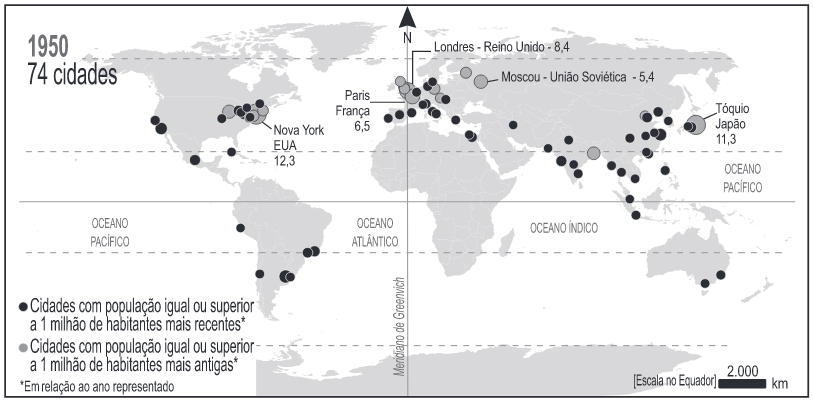 1950
74 cidades
N
Londres - Reino Unido - 8,4
Moscou - União Soviética - 5,4
Paris
França
6,5
Nova York
EUA
12,3
Tóquio
Japão
11,3
OCEANO
PACÍFICO
OCEANO
PACÍFICO
OCEANO
ATLÂNTICO
OCEANO ÍNDICO
Meridiano de Greenvich
Cidades com população igual ou superior
a 1 milhão de habitantes mais recentes*
Cidades com população igual ou superior
a 1 milhão de habitantes mais antigas*
*Em relação ao ano representado
[Escala no Equador]
2.000
km